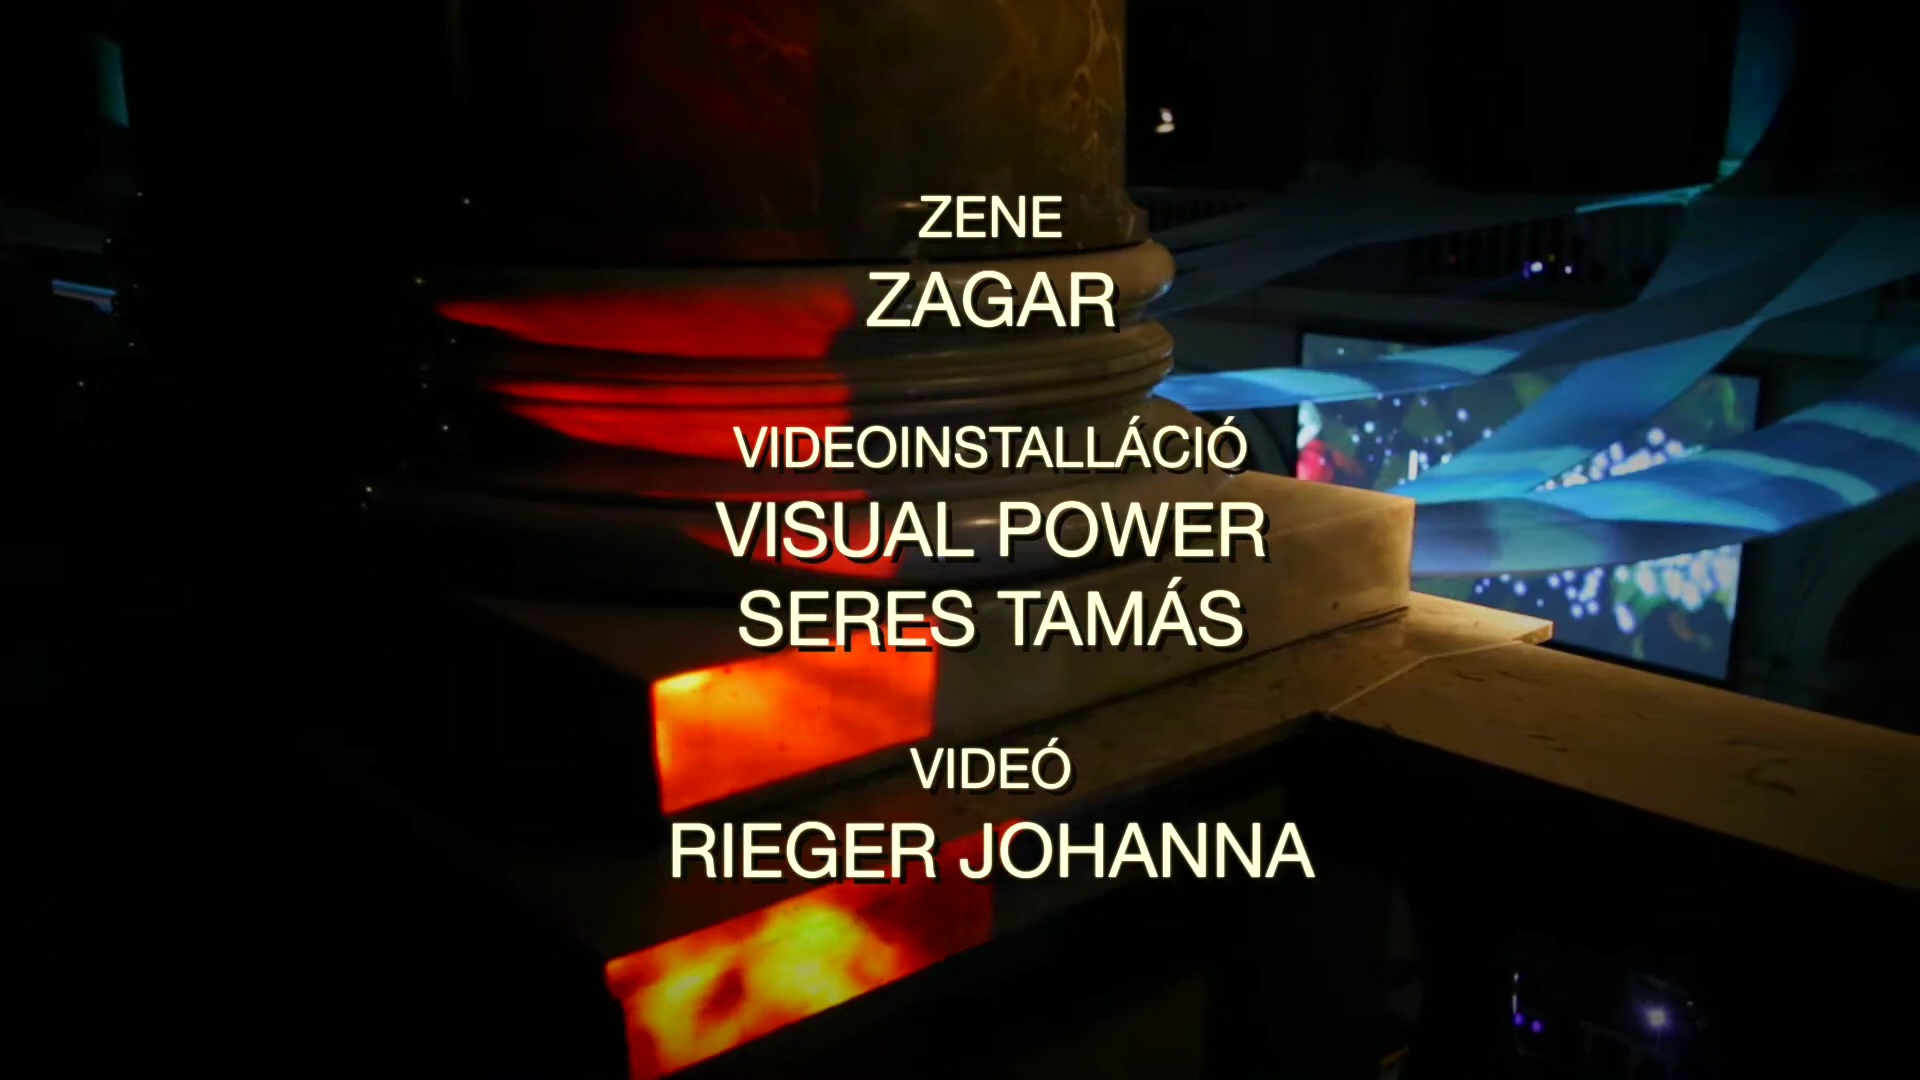 ZENE
ZAGAR
VIDEOINSTALLÁCIÓ
VISUAL POWER
SERES TAMÁS
VIDEÓ
RIEGER JOHANNA